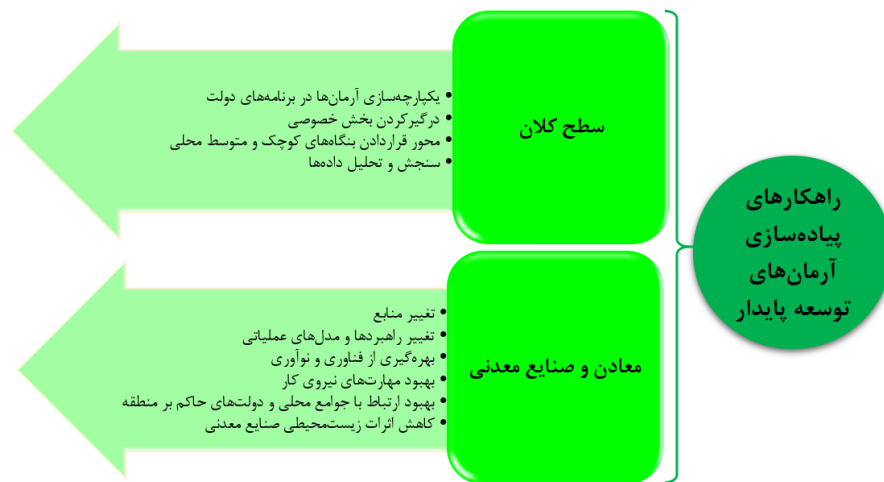 راهکارهای
پیاده‌سازی
آرمان‌های
توسعه پایدار
سطح کلان
• یکپارچه‌سازی آرمان‌ها در برنامه‌های دولت
• درگیرکردن بخش خصوصی
• محور قراردادن بنگاه‌های کوچک و متوسط محلی
• سنجش و تحلیل داده‌ها
معادن و صنایع معدنی
• تغییر منابع
• تغییر راهبردها و مدل‌های عملیاتی
• بهره‌گیری از فناوری و نوآوری
• بهبود مهارت‌های نیروی کار
• بهبود ارتباط با جوامع محلی و دولت‌های حاکم بر منطقه
• کاهش اثرات زیست‌محیطی صنایع معدنی